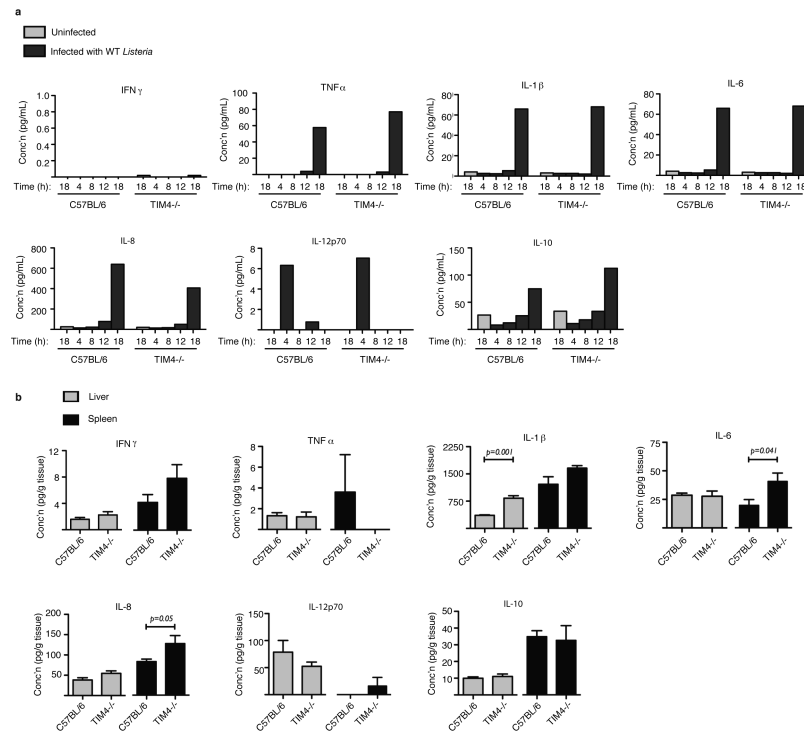 a
Uninfected
Infected with WT Listeria
IFN γ
Conc'n (pg/mL)
1.0
0.8
0.6
0.4
0.2
Time (h): 18 4 8 12 18 18 4 8 12 18
C57BL/6 TIM4-/-
TNF α
Conc'n (pg/mL)
100
80
60
40
20
0
18 4 8 12 18 18 4 8 12 18
C57BL/6 TIM4-/-
IL-1 β
Conc'n (pg/mL)
80
60
40
20
0
Time (h): 18 4 8 12 18 18 4 8 12 18
C57BL/6 TIM4-/-
IL-6
Conc'n (pg/mL)
80
60
40
20
0
Time (h): 18 4 8 12 18 18 4 8 12 18
C57BL/6 TIM4-/-
IL-8
Conc'n (pg/mL)
800
600
400
200
Time (h): 18 4 8 12 18 18 4 8 12 18
C57BL/6 TIM4-/-
IL-12p70
Conc'n (pg/mL)
8
6
4
2
0
Time (h): 18 4 8 12 18 18 4 8 12 18
C57BL/6 TIM4-/-
IL-10
Conc'n (pg/mL)
150
100
50
Time (h): 18 4 8 12 18 18 4 8 12 18
C57BL/6 TIM4-/-
b
Liver
Spleen
IFN γ
Conc'n (pg/g tissue)
12
8
4
C57BL/6 TIM4-/- C57BL/6 TIM4-/-
TNF α
Conc'n (pg/g tissue)
8
6
4
2
C57BL/6 TIM4-/- C57BL/6 TIM4-/-
IL-1 β
Conc'n (pg/g tissue)
2250
1500
750
p=0.001
C57BL/6 TIM4-/- C57BL/6 TIM4-/-
IL-6
Conc'n (pg/g tissue)
75
50
25
p=0.041
C57BL/6 TIM4-/- C57BL/6 TIM4-/-
IL-8
Conc'n (pg/g tissue)
200
150
100
50
p=0.05
C57BL/6 TIM4-/- C57BL/6 TIM4-/-
IL-12p70
Conc'n (pg/g tissue)
150
100
50
C57BL/6 TIM4-/- C57BL/6 TIM4-/-
IL-10
Conc'n (pg/g tissue)
50
40
30
20
10
C57BL/6 TIM4-/- C57BL/6 TIM4-/-